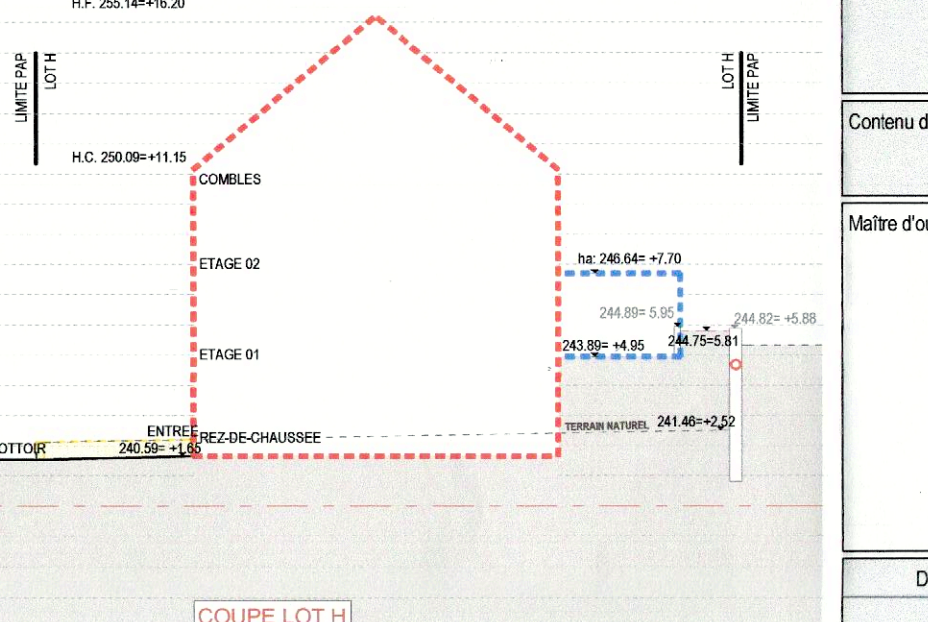 H.F. 255.14=+16.20
LIMITE PAP
LOT H
LOT H
LIMITE PAP
Contenu d
H.C. 250.09=+11.15
COMBLES
Maître d'ou
ETAGE 02
ha: 246.64= +7.70
244.89= 5.95
244.82= +5.88
243.89= +4.95
244.75=5.81
ETAGE 01
ENTREE
REZ-DE-CHAUSSEE
TERRAIN NATUREL
241.46=+2,52
OTTOIR
240.59= +1.65
D
COUPE LOT H